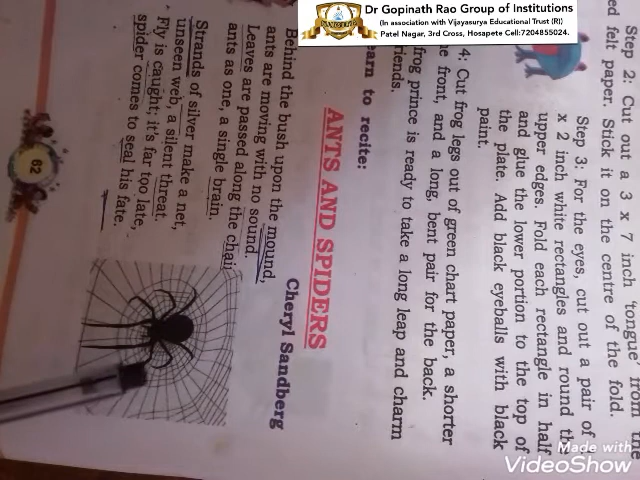 Dr Gopinath Rao Group of Institutions
(In association with Vijayasurya Educational Trust (R))
Patel Nagar, 3rd Cross, Hosapete Cell:7204855024.
Step 2: Cut out a 3 x 7 inch 'tongue' from the
ed felt paper. Stick it on the centre of the fold.
Step 3: For the eyes, cut out a pair of
x 2 inch white rectangles and round the
upper edges. Fold each rectangle in half
and glue the lower portion to the top of
the plate. Add black eyeballs with black
paint.
4: Cut frog legs out of green chart paper, a shorter
e front, and a long, bent pair for the back.
frog prince is ready to take a long leap and charm
riends.
earn to recite:
ANTS AND SPIDERS
Cheryl Sandberg
Behind the bush upon the mound,
ants are moving with no sound.
Leaves are passed along the chai
ants as one, a single brain.
Strands of silver make a net,
unseen web, a silent threat.
Fly is caught; it's far too late,
spider comes to seal his fate.
62
Made with
VideoShow